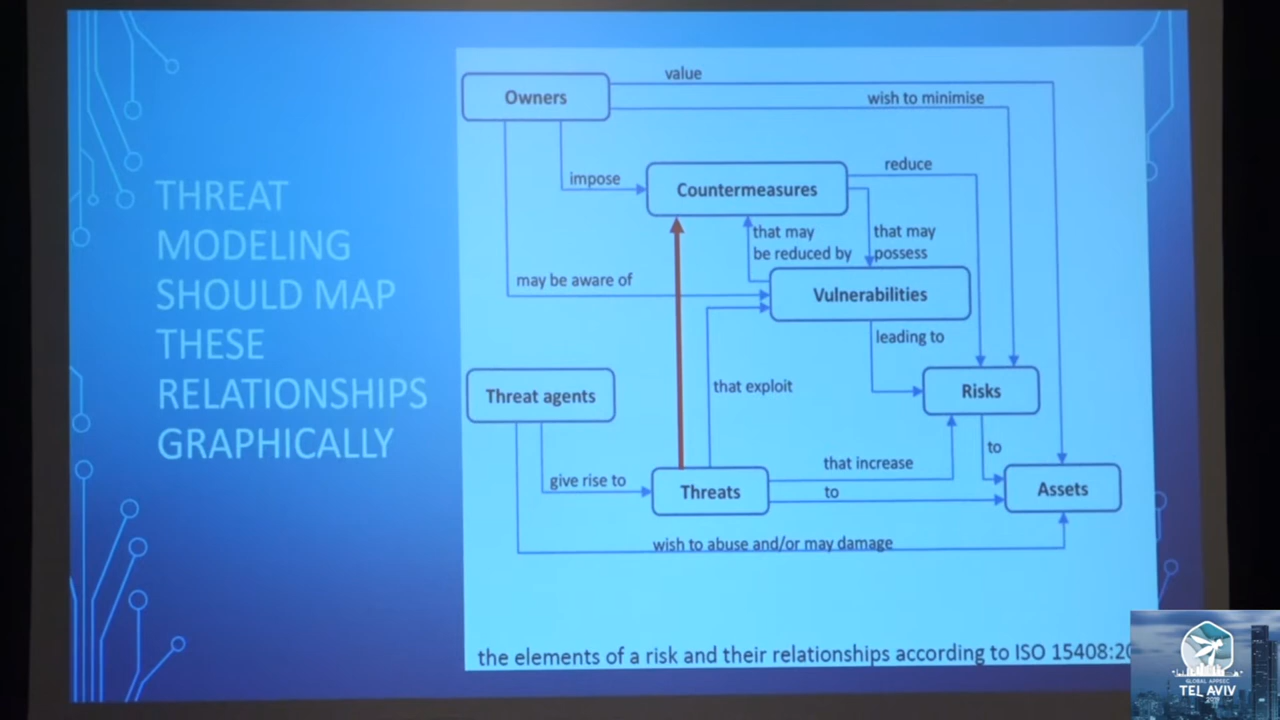 THREAT
MODELING
SHOULD MAP
THESE
RELATIONSHIPS
GRAPHICALLY
value
Owners
wish to minimise
impose
Countermeasures
reduce
that may
be reduced by
that may
possess
may be aware of
Vulnerabilities
leading to
Threat agents
that exploit
Risks
to
give rise to
Threats
that increase
to
Assets
wish to abuse and/or may damage
the elements of a risk and their relationships according to ISO 15408:20
GLOBAL APPSEC
TEL AVIV